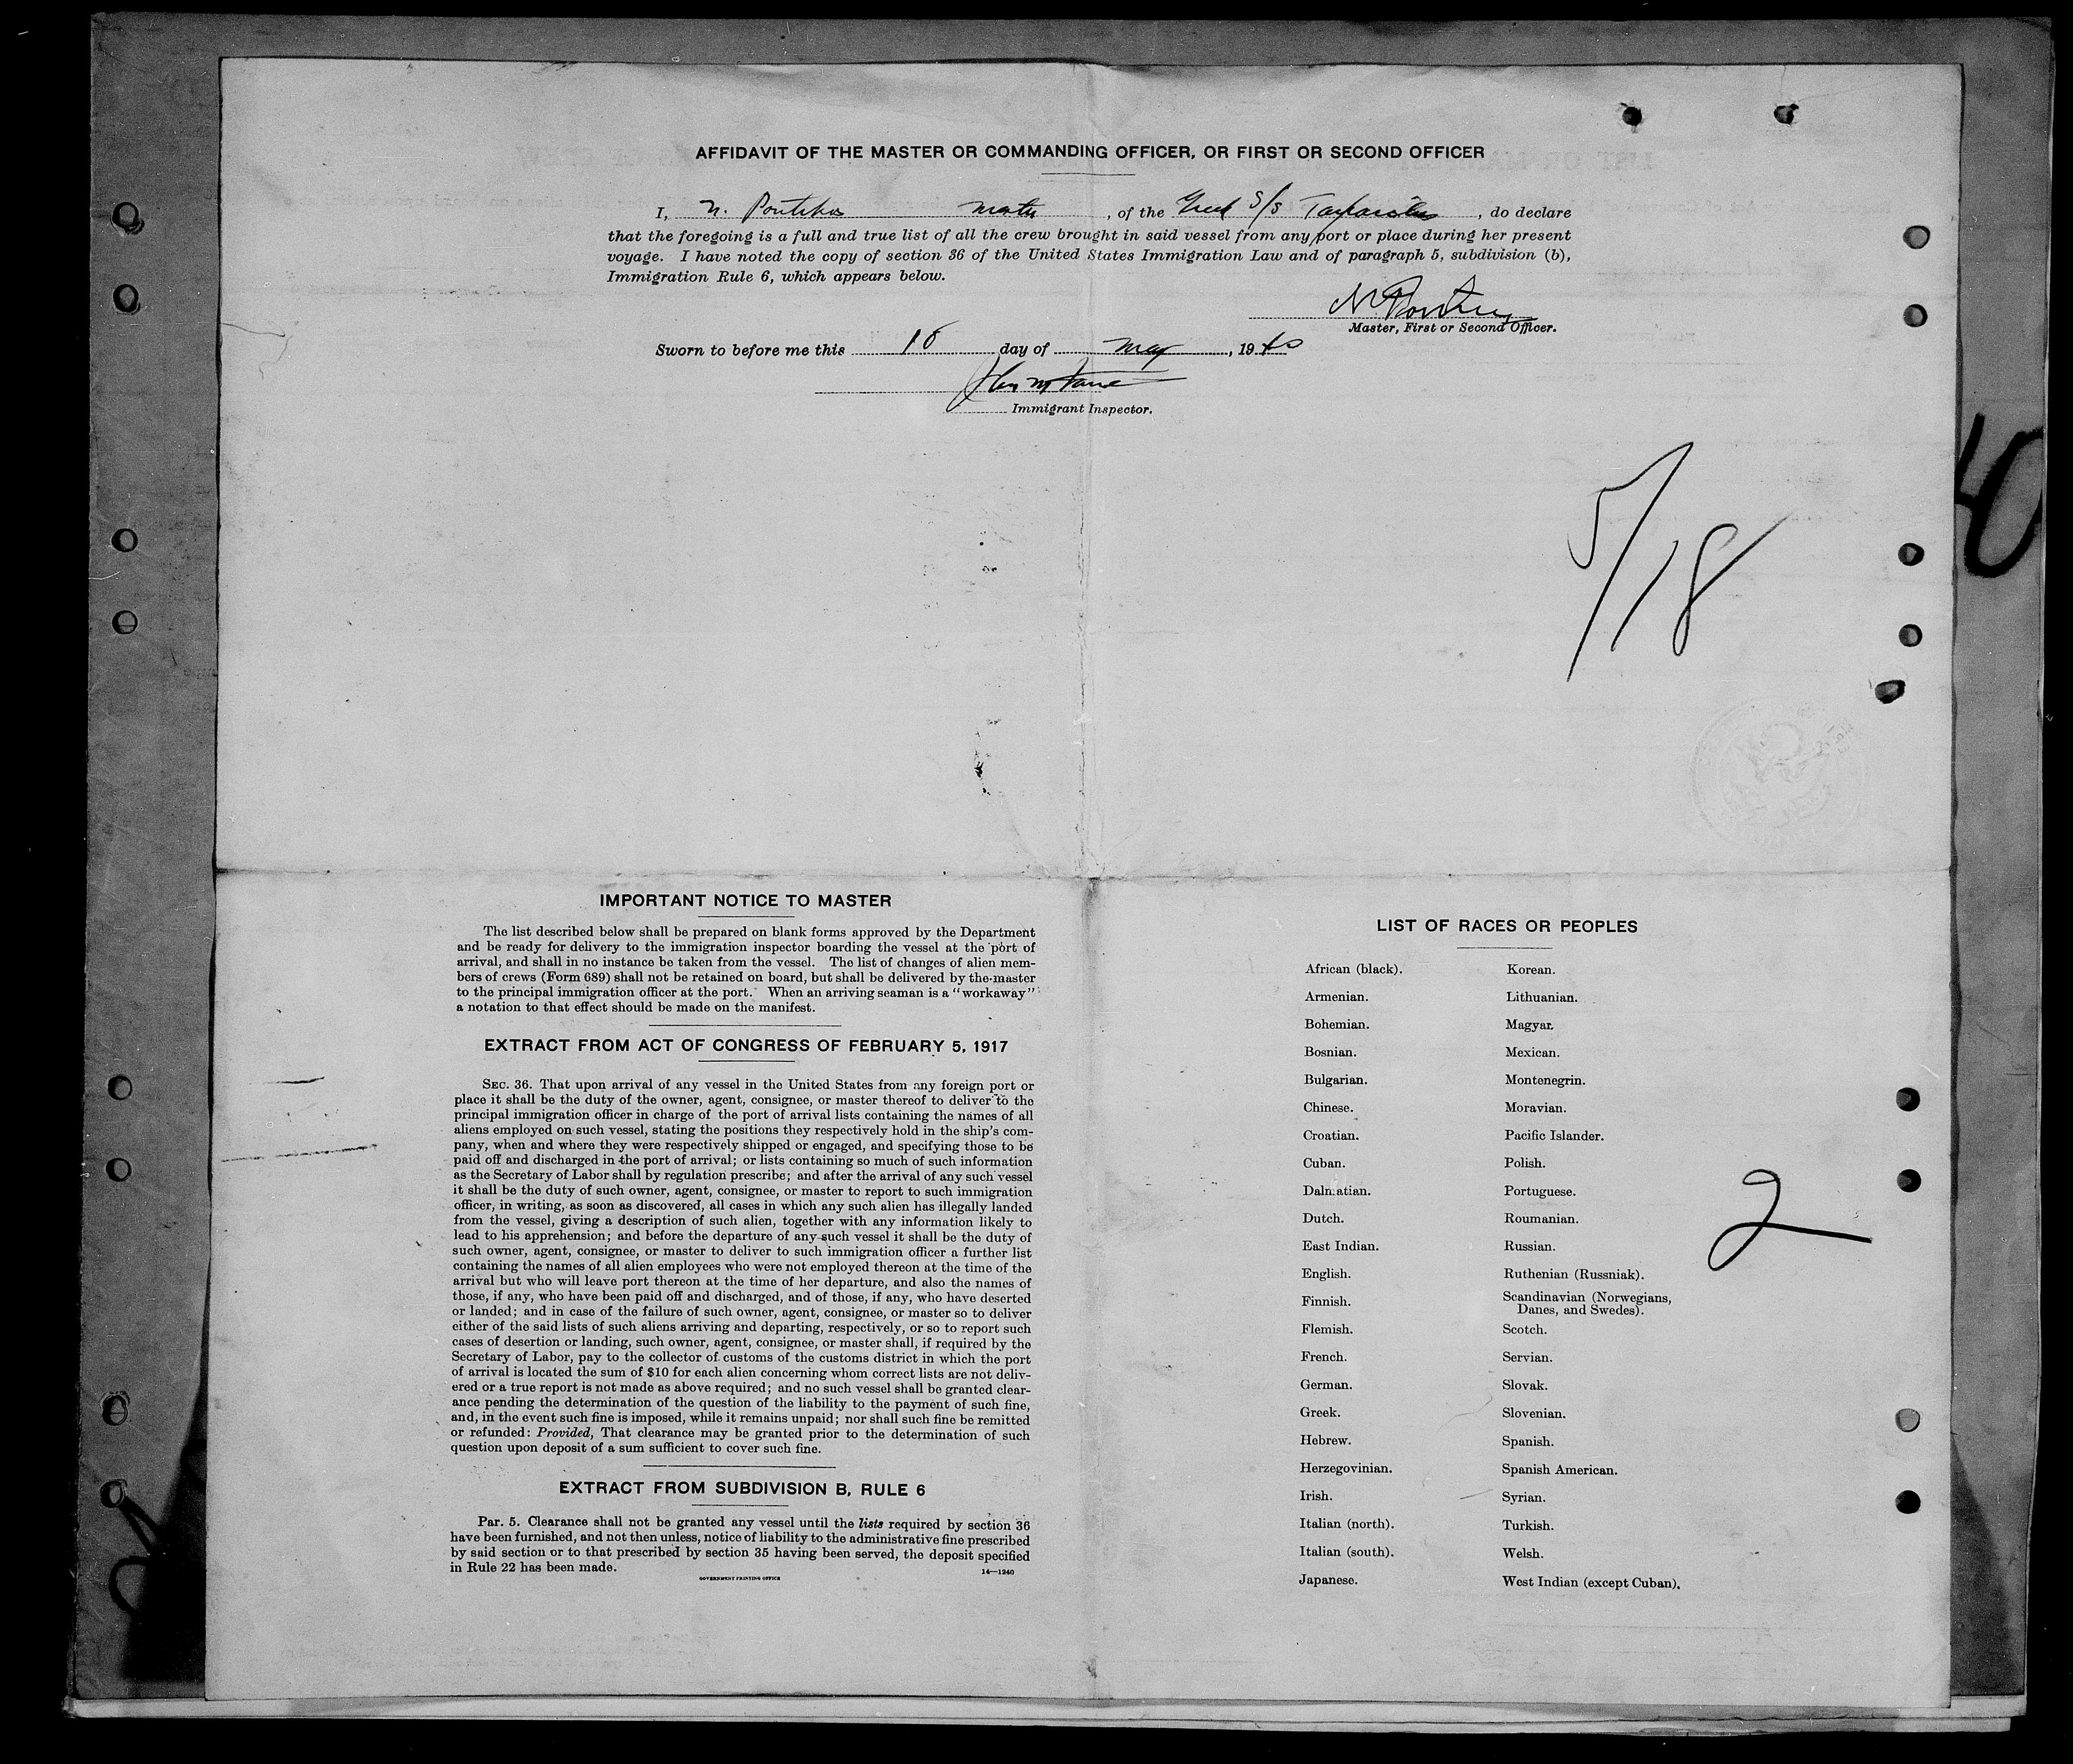 AFFIDAVIT OF THE MASTER OR COMMANDING OFFICER, OR FIRST OR SECOND OFFICER
I, N. master, of the Greek S/S , do declare
that the foregoing is a full and true list of all the crew brought in said vessel from any port or place during her present
voyage. I have noted the copy of section 36 of the United States Immigration Law and of paragraph 5, subdivision (b),
Immigration Rule 6, which appears below.
Master, First or Second Officer.
Sworn to before me this 18 day of May, 1940
Immigrant Inspector.
5/18
40
IMPORTANT NOTICE TO MASTER
The list described below shall be prepared on blank forms approved by the Department
and be ready for delivery to the immigration inspector boarding the vessel at the port of
arrival, and shall in no instance be taken from the vessel. The list of changes of alien mem-
bers of crews (Form 689) shall not be retained on board, but shall be delivered by the master
to the principal immigration officer at the port. When an arriving seaman is a "workaway"
a notation to that effect should be made on the manifest.
EXTRACT FROM ACT OF CONGRESS OF FEBRUARY 5, 1917
SEC. 36. That upon arrival of any vessel in the United States from any foreign port or
place it shall be the duty of the owner, agent, consignee, or master thereof to deliver to the
principal immigration officer in charge of the port of arrival lists containing the names of all
aliens employed on such vessel, stating the positions they respectively hold in the ship's com-
pany, when and where they were respectively shipped or engaged, and specifying those to be
paid off and discharged in the port of arrival; or lists containing so much of such information
as the Secretary of Labor shall by regulation prescribe; and after the arrival of any such vessel
it shall be the duty of such owner, agent, consignee, or master to report to such immigration
officer, in writing, as soon as discovered, all cases in which any such alien has illegally landed
from the vessel, giving a description of such alien, together with any information likely to
lead to his apprehension; and before the departure of any such vessel it shall be the duty of
such owner, agent, consignee, or master to deliver to such immigration officer a further list
containing the names of all alien employees who were not employed thereon at the time of the
arrival but who will leave port thereon at the time of her departure, and also the names of
those, if any, who have been paid off and discharged, and of those, if any, who have deserted
or landed; and in case of the failure of such owner, agent, consignee, or master so to deliver
either of the said lists of such aliens arriving and departing, respectively, or so to report such
cases of desertion or landing, such owner, agent, consignee, or master shall, if required by the
Secretary of Labor, pay to the collector of customs of the customs district in which the port
of arrival is located the sum of $10 for each alien concerning whom correct lists are not deliv-
ered or a true report is not made as above required; and no such vessel shall be granted clear-
ance pending the determination of the question of the liability to the payment of such fine,
and, in the event such fine is imposed, while it remains unpaid; nor shall such fine be remitted
or refunded: Provided, That clearance may be granted prior to the determination of such
question upon deposit of a sum sufficient to cover such fine.
EXTRACT FROM SUBDIVISION B, RULE 6
Par. 5. Clearance shall not be granted any vessel until the lists required by section 36
have been furnished, and not then unless, notice of liability to the administrative fine prescribed
by said section or to that prescribed by section 35 having been served, the deposit specified
in Rule 22 has been made.
GOVERNMENT PRINTING OFFICE
14—1240
LIST OF RACES OR PEOPLES
African (black).
Armenian.
Bohemian.
Bosnian.
Bulgarian.
Chinese.
Croatian.
Cuban.
Dalmatian.
Dutch.
East Indian.
English.
Finnish.
Flemish.
French.
German.
Greek.
Hebrew.
Herzegovinian.
Irish.
Italian (north).
Italian (south).
Japanese.
Korean.
Lithuanian.
Magyar.
Mexican.
Montenegrin.
Moravian.
Pacific Islander.
Polish.
Portuguese.
Roumanian.
Russian.
Ruthenian (Russniak).
Scandinavian (Norwegians,
Danes, and Swedes).
Scotch.
Servian.
Slovak.
Slovenian.
Spanish.
Spanish American.
Syrian.
Turkish.
Welsh.
West Indian (except Cuban).
2